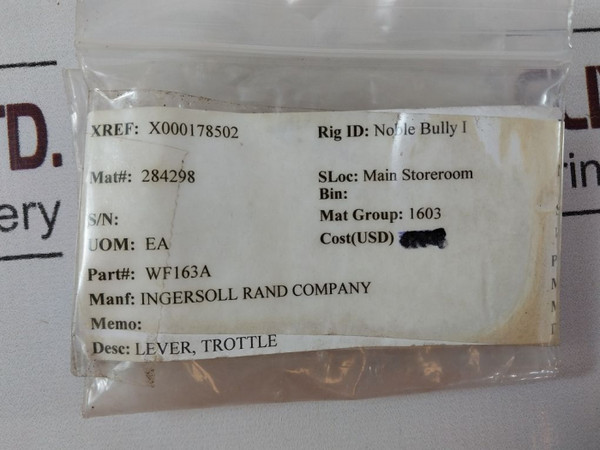 XREF: X000178502 Rig ID: Noble Bully I
Mat#: 284298 SLoc: Main Storeroom
Bin:
S/N: Mat Group: 1603
UOM: EA Cost(USD)
Part#: WF163A
Manf: INGERSOLL RAND COMPANY
Memo:
Desc: LEVER, TROTTLE
TD.
ery